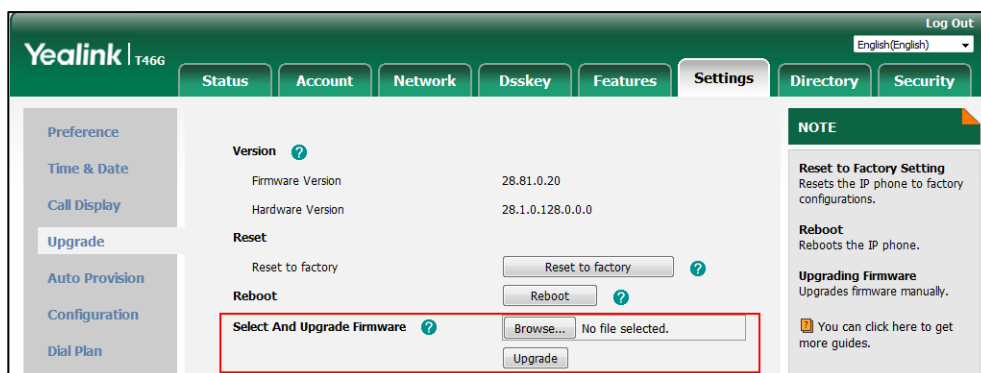 Log Out
Yealink | T46G
English(English)
Status Account Network Dsskey Features Settings Directory Security
Preference
Time & Date
Call Display
Upgrade
Auto Provision
Configuration
Dial Plan
Version ?
Firmware Version 28.81.0.20
Hardware Version 28.1.0.128.0.0.0
Reset
Reset to factory Reset to factory ?
Reboot Reboot ?
Select And Upgrade Firmware ? Browse... No file selected.
Upgrade
NOTE
Reset to Factory Setting
Resets the IP phone to factory
configurations.
Reboot
Reboots the IP phone.
Upgrading Firmware
Upgrades firmware manually.
? You can click here to get
more guides.